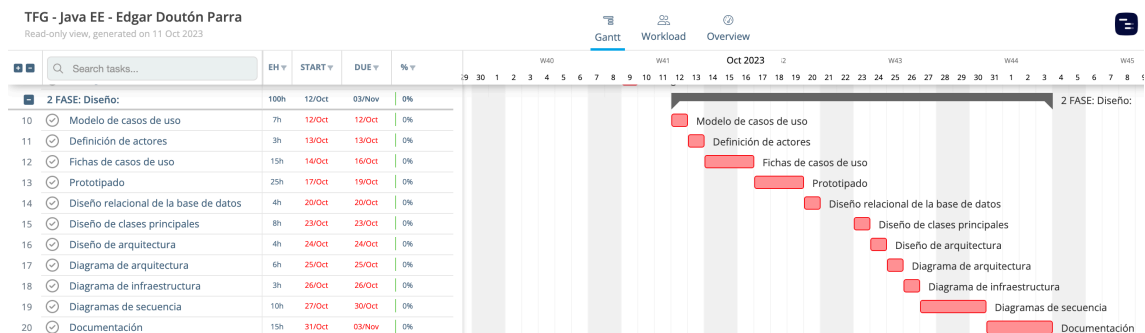 TFG - Java EE - Edgar Doutón Parra
Read-only view, generated on 11 Oct 2023
Gantt Workload Overview
Search tasks... EH START DUE %
W40 W41 Oct 2023 W43 W44 W45
29 30 1 2 3 4 5 6 7 8 9 10 11 12 13 14 15 16 17 18 19 20 21 22 23 24 25 26 27 28 29 30 31 1 2 3 4 5 6 7 8
2 FASE: Diseño: 100h 12/Oct 03/Nov 0% 2 FASE: Diseño:
10 Modelo de casos de uso 7h 12/Oct 12/Oct 0% Modelo de casos de uso
11 Definición de actores 3h 13/Oct 13/Oct 0% Definición de actores
12 Fichas de casos de uso 15h 14/Oct 16/Oct 0% Fichas de casos de uso
13 Prototipado 25h 17/Oct 19/Oct 0% Prototipado
14 Diseño relacional de la base de datos 4h 20/Oct 20/Oct 0% Diseño relacional de la base de datos
15 Diseño de clases principales 8h 23/Oct 23/Oct 0% Diseño de clases principales
16 Diseño de arquitectura 4h 24/Oct 24/Oct 0% Diseño de arquitectura
17 Diagrama de arquitectura 6h 25/Oct 25/Oct 0% Diagrama de arquitectura
18 Diagrama de infraestructura 3h 26/Oct 26/Oct 0% Diagrama de infraestructura
19 Diagramas de secuencia 10h 27/Oct 30/Oct 0% Diagramas de secuencia
20 Documentación 15h 31/Oct 03/Nov 0% Documentación